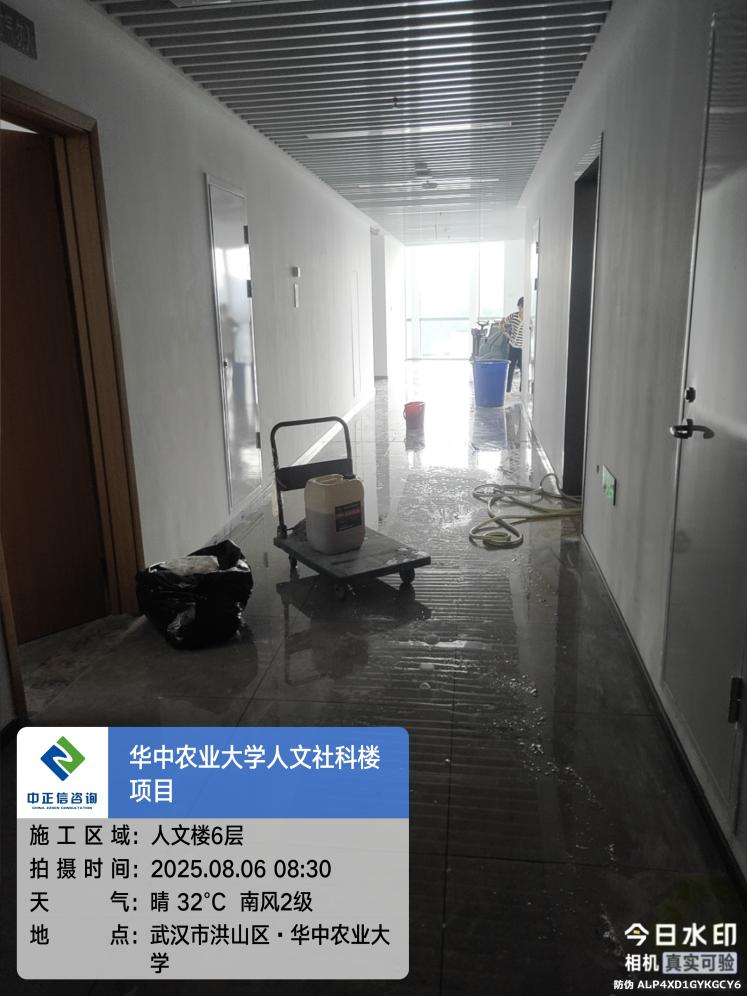 中正信咨询
CHINA ZZXIN CONSULTATION
华中农业大学人文社科楼
项目
施工区域：人文楼6层
拍摄时间：2025.08.06 08:30
天气：晴 32℃ 南风2级
地点：武汉市洪山区·华中农业大
学
今日水印
相机 真实可验
防伪 ALP4XD1GYKGCY6